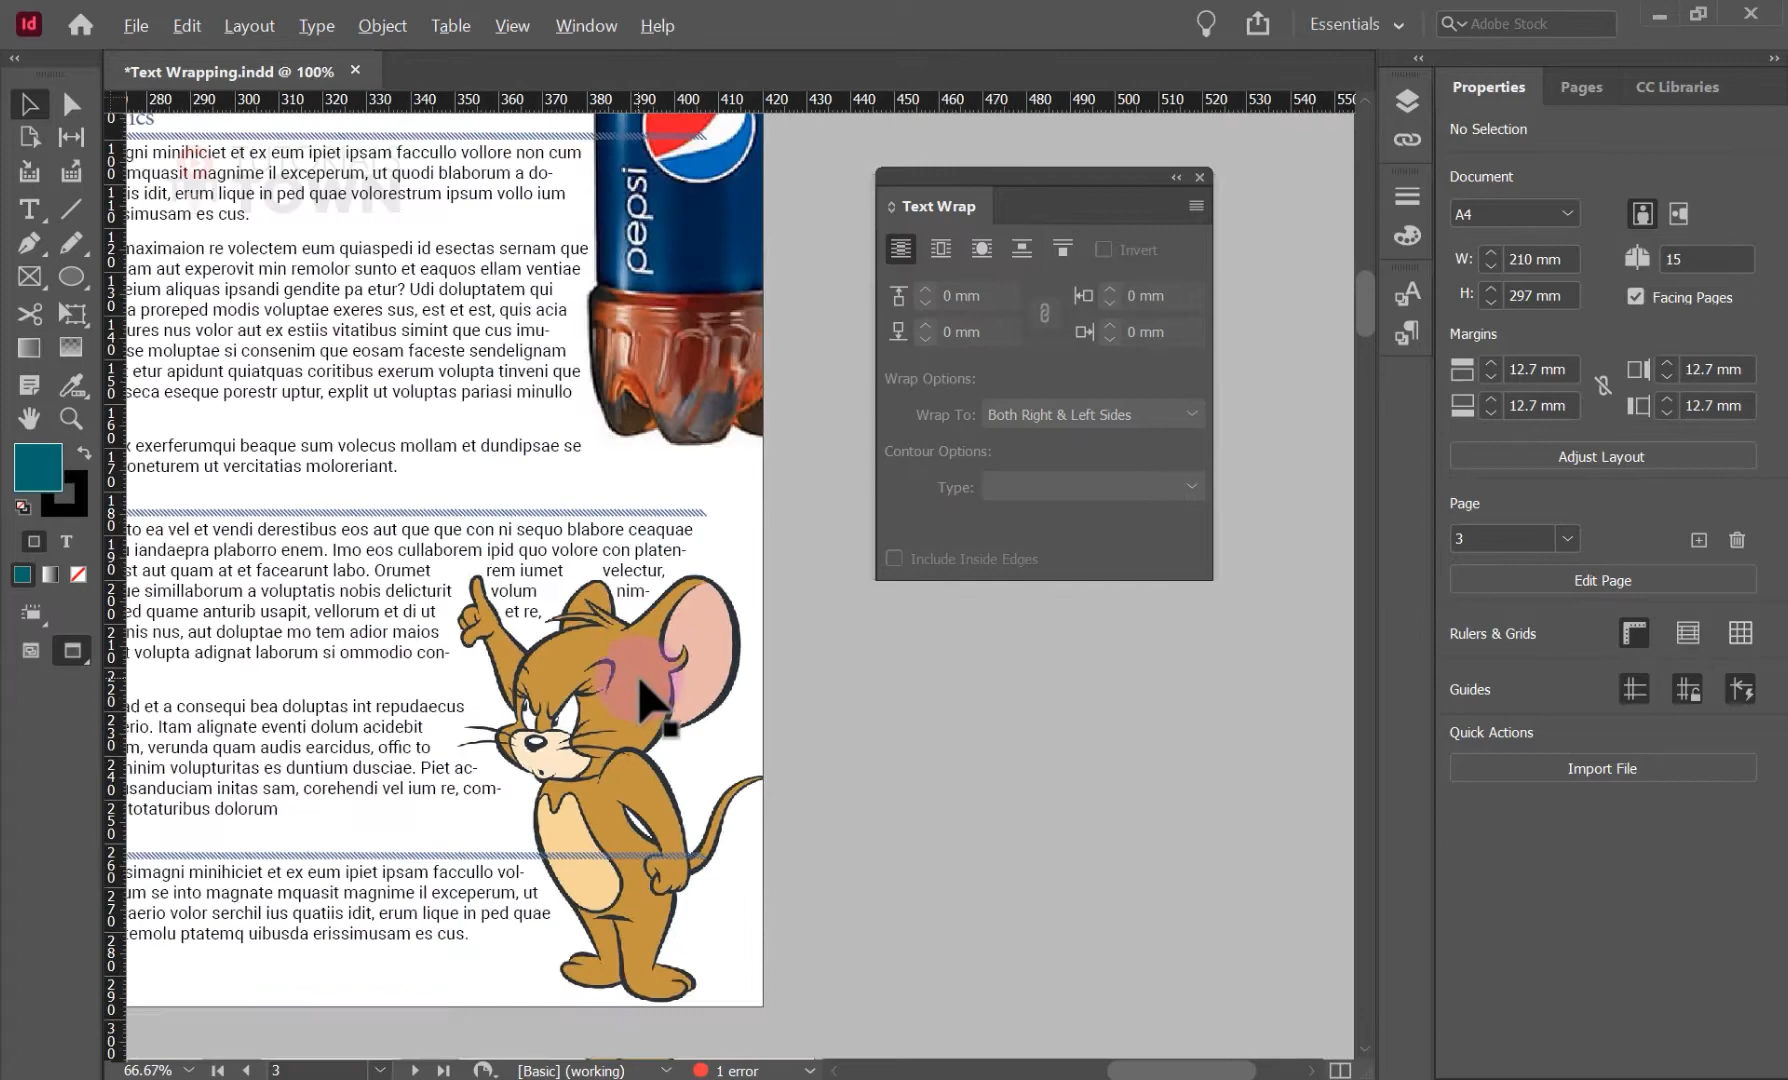 Id
File Edit Layout Type Object Table View Window Help
Essentials
Adobe Stock
*Text Wrapping.indd @ 100%
280 290 300 310 320 330 340 350 360 370 380 390 400 410 420 430 440 450 460 470 480 490 500 510 520 530 540 550
ics
gni minihiciet et ex eum ipiet ipsam faccullo vollore non cum
mquasit magnime il exceperum, ut quodi blaborum a do-
is idit, erum lique in ped quae volorestrum ipsum vollo ium
simusam es cus.
TUTORIALS
TOWN
maximaion re volectem eum quiaspedi id esectas sernam que
am aut experovit min remolor sunto et eaquos ellam ventiae
eium aliquas ipsandi gendite pa etur? Udi doluptatem qui
a proreped modis voluptae exeres sus, est et est, quis acia
ures nus volor aut ex estiis vitatibus simint que cus imu-
se moluptae si consenim que eosam faceste sendelignam
t etur apidunt quiatquas coritibus exerum volupta tinveni que
seca eseque porestr uptur, explit ut voluptas pariasi minullo
x exerferumqui beaque sum volecus mollam et dundipsae se
oneturem ut vercitatias moloreriant.
pepsi
to ea vel et vendi derestibus eos aut que que con ni sequo blabore ceaquae
iandaepra plaborro enem. Imo eos cullaborem ipid quo volore con platen-
st aut quam at et facearunt labo. Orumet rem iumet velectur,
ue simillaborum a voluptatis nobis delicturit volum nim-
ed quame anturib usapit, vellorum et di ut et re,
nis nus, aut doluptae mo tem adior maios
t volupta adignat laborum si ommodio con-
ad et a consequi bea doluptas int repudaecus
erio. Itam alignate eventi dolum acidebit
m, verunda quam audis earcidus, offic to
minim volupturitas es duntium dusciae. Piet ac-
usanduciam initas sam, corehendi vel ium re, com-
totaturibus dolorum
simagni minihiciet et ex eum ipiet ipsam faccullo vol-
um se into magnate mquasit magnime il exceperum, ut
aerio volor serchil ius quatiis idit, erum lique in ped quae
temolu ptatemq uibusda erissimusam es cus.
Text Wrap
Invert
0 mm 0 mm
0 mm 0 mm
Wrap Options:
Wrap To: Both Right & Left Sides
Contour Options:
Type:
Include Inside Edges
Properties Pages CC Libraries
No Selection
Document
A4
W: 210 mm 15
H: 297 mm Facing Pages
Margins
12.7 mm 12.7 mm
12.7 mm 12.7 mm
Adjust Layout
Page
3
Edit Page
Rulers & Grids
Guides
Quick Actions
Import File
66.67% 3 [Basic] (working) 1 error